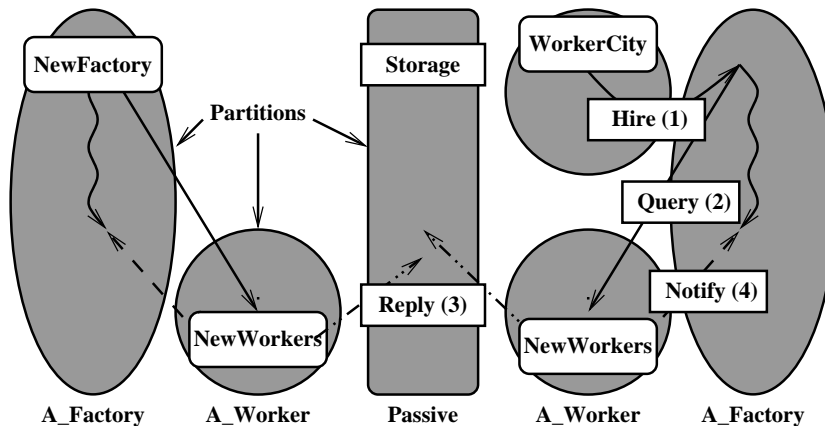 NewFactory
Storage
WorkerCity
Partitions
Hire (1)
Query (2)
Reply (3)
Notify (4)
NewWorkers
NewWorkers
A_Factory
A_Worker
Passive
A_Worker
A_Factory